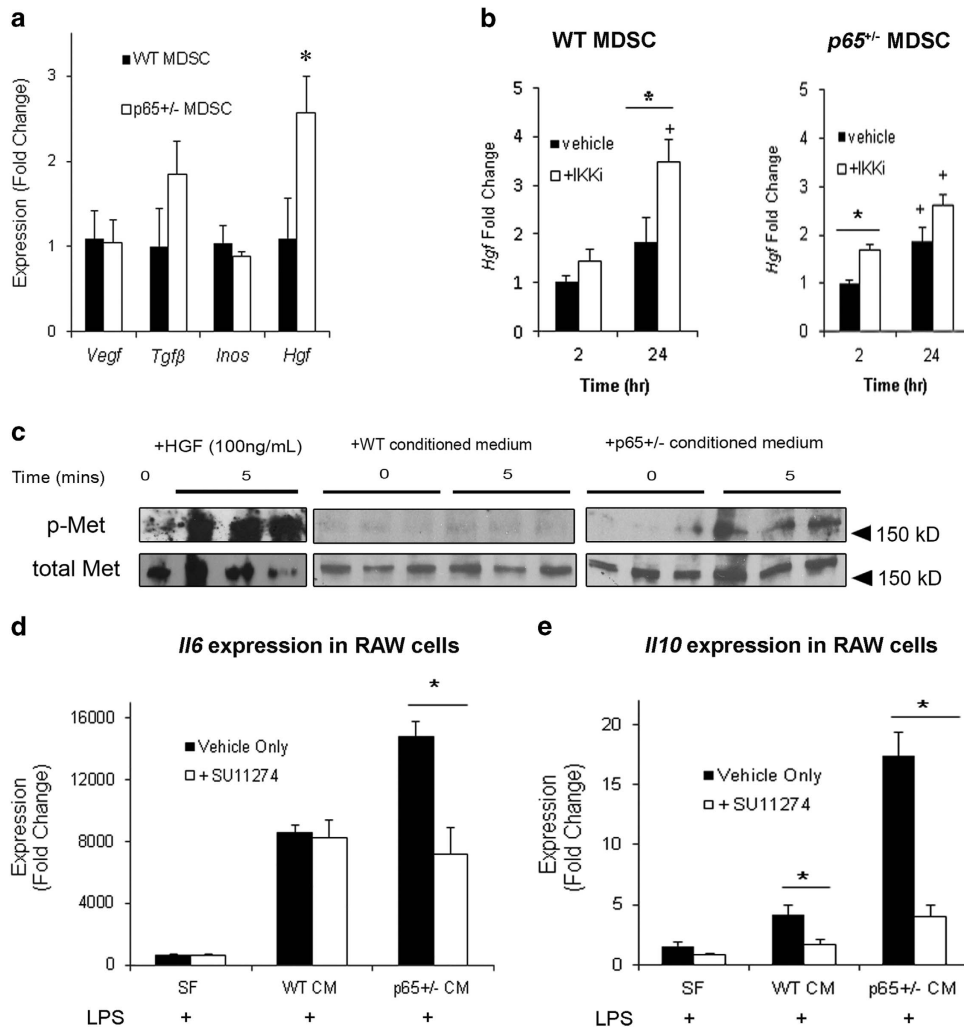 a
WT MDSC
p65+/- MDSC
*
Expression (Fold Change)
3
2
1
0
Vegf Tgfβ Inos Hgf
b
WT MDSC
vehicle
+IKKi
*
+
Hgf Fold Change
5
4
3
2
1
0
2 24
Time (hr)
p65+/- MDSC
vehicle
+IKKi
*
+ +
Hgf Fold Change
5
4
3
2
1
0
2 24
Time (hr)
c
+HGF (100ng/mL) +WT conditioned medium +p65+/- conditioned medium
Time (mins) 0 5 0 5 0 5
p-Met 150 kD
total Met 150 kD
d
Il6 expression in RAW cells
Vehicle Only
+ SU11274
*
Expression
(Fold Change)
16000
12000
8000
4000
0
SF WT CM p65+/- CM
LPS + + +
e
Il10 expression in RAW cells
Vehicle Only
+ SU11274
*
*
Expression
(Fold Change)
20
15
10
5
0
SF WT CM p65+/- CM
LPS + + +